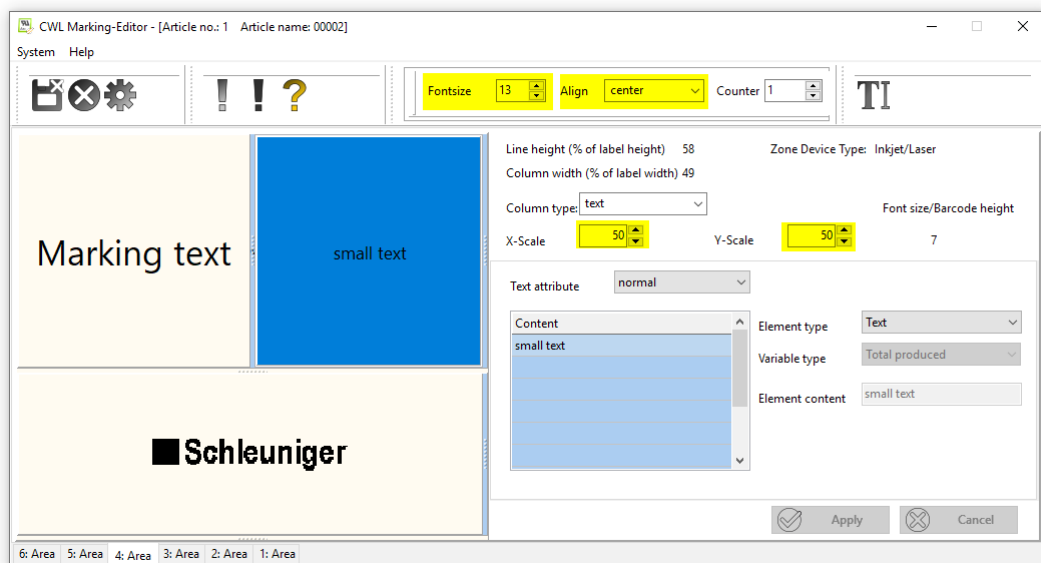 CWL Marking-Editor - [Article no.: 1 Article name: 00002]
System Help
Fontsize 13 Align center Counter 1
Line height (% of label height) 58 Zone Device Type: Inkjet/Laser
Column width (% of label width) 49
Column type: text
Font size/Barcode height
X-Scale 50 Y-Scale 50 7
Marking text
small text
Text attribute normal
Content
small text
Element type Text
Variable type Total produced
Element content small text
Schleuniger
Apply Cancel
6: Area 5: Area 4: Area 3: Area 2: Area 1: Area